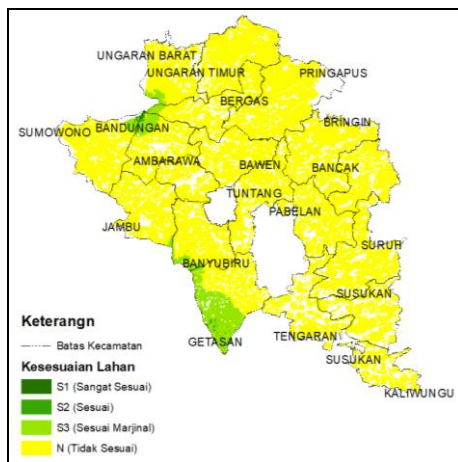 UNGARAN BARAT
UNGARAN TIMUR
PRINGAPUS
BERGAS
SUMOWONO
BANDUNGAN
BRINGIN
AMBARAWA
BAWEN
BANCAK
TUNTANG
PABELAN
JAMBU
SURUH
BANYUBIRU
SUSUKAN
GETASAN
TENGARAN
SUSUKAN
KALIWUNGU
Keterangn
Batas Kecamatan
Kesesuaian Lahan
S1 (Sangat Sesuai)
S2 (Sesuai)
S3 (Sesuai Marjinal)
N (Tidak Sesuai)